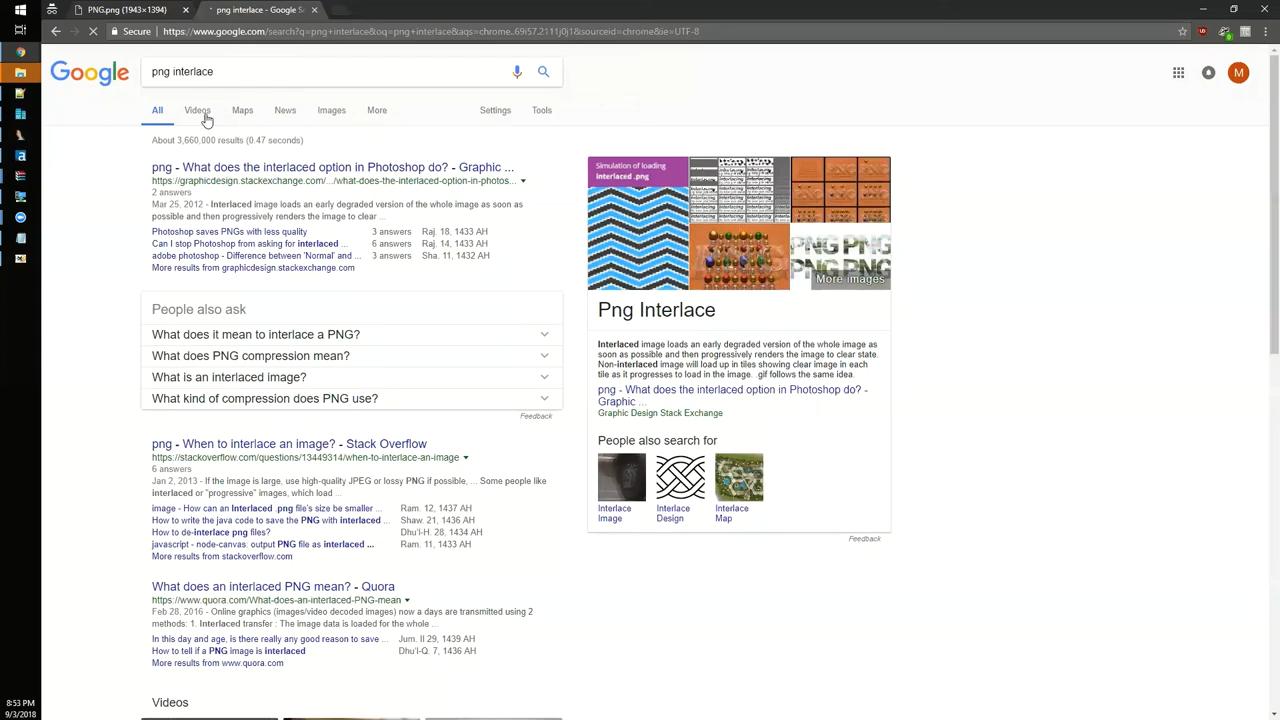 PNG.png (1943×1394)
png interlace - Google Se
Secure
https://www.google.com/search?q=png+interlace&oq=png+interlace&aqs=chrome..69i57.2111j0j1&sourceid=chrome&ie=UTF-8
Google
png interlace
M
All Videos Maps News Images More Settings Tools
About 3,660,000 results (0.47 seconds)
png - What does the interlaced option in Photoshop do? - Graphic ...
https://graphicdesign.stackexchange.com/.../what-does-the-interlaced-option-in-photos...
2 answers
Mar 25, 2012 - Interlaced image loads an early degraded version of the whole image as soon as
possible and then progressively renders the image to clear ...
Photoshop saves PNGs with less quality 3 answers Raj. 18, 1433 AH
Can I stop Photoshop from asking for interlaced ... 6 answers Raj. 14, 1433 AH
adobe photoshop - Difference between 'Normal' and ... 3 answers Sha. 11, 1432 AH
More results from graphicdesign.stackexchange.com
People also ask
What does it mean to interlace a PNG?
What does PNG compression mean?
What is an interlaced image?
What kind of compression does PNG use?
Feedback
png - When to interlace an image? - Stack Overflow
https://stackoverflow.com/questions/13449314/when-to-interlace-an-image
6 answers
Jan 2, 2013 - If the image is large, use high-quality JPEG or lossy PNG if possible, ... Some people like
interlaced or "progressive" images, which load ...
image - How can an Interlaced .png file's size be smaller ... Ram. 12, 1437 AH
How to write the java code to save the PNG with interlaced ... Shaw. 21, 1436 AH
How to de-interlace png files? Dhu'l-H. 28, 1434 AH
javascript - node-canvas: output PNG file as interlaced ... Ram. 11, 1433 AH
More results from stackoverflow.com
What does an interlaced PNG mean? - Quora
https://www.quora.com/What-does-an-interlaced-PNG-mean
Feb 28, 2016 - Online graphics (images/video decoded images) now a days are transmitted using 2
methods: 1. Interlaced transfer : The image data is loaded for the whole ...
In this day and age, is there really any good reason to save ... Jum. II 29, 1439 AH
How to tell if a PNG image is interlaced Dhu'l-Q. 7, 1436 AH
More results from www.quora.com
Videos
Simulation of loading
interlaced .png
PNG PNG
PNG PNG
More images
Png Interlace
Interlaced image loads an early degraded version of the whole image as
soon as possible and then progressively renders the image to clear state.
Non-interlaced image will load up in tiles showing clear image in each
tile as it progresses to load in the image. .gif follows the same idea.
png - What does the interlaced option in Photoshop do? -
Graphic ...
Graphic Design Stack Exchange
People also search for
Interlace
Image
Interlace
Design
Interlace
Map
Feedback
8:53 PM
9/3/2018